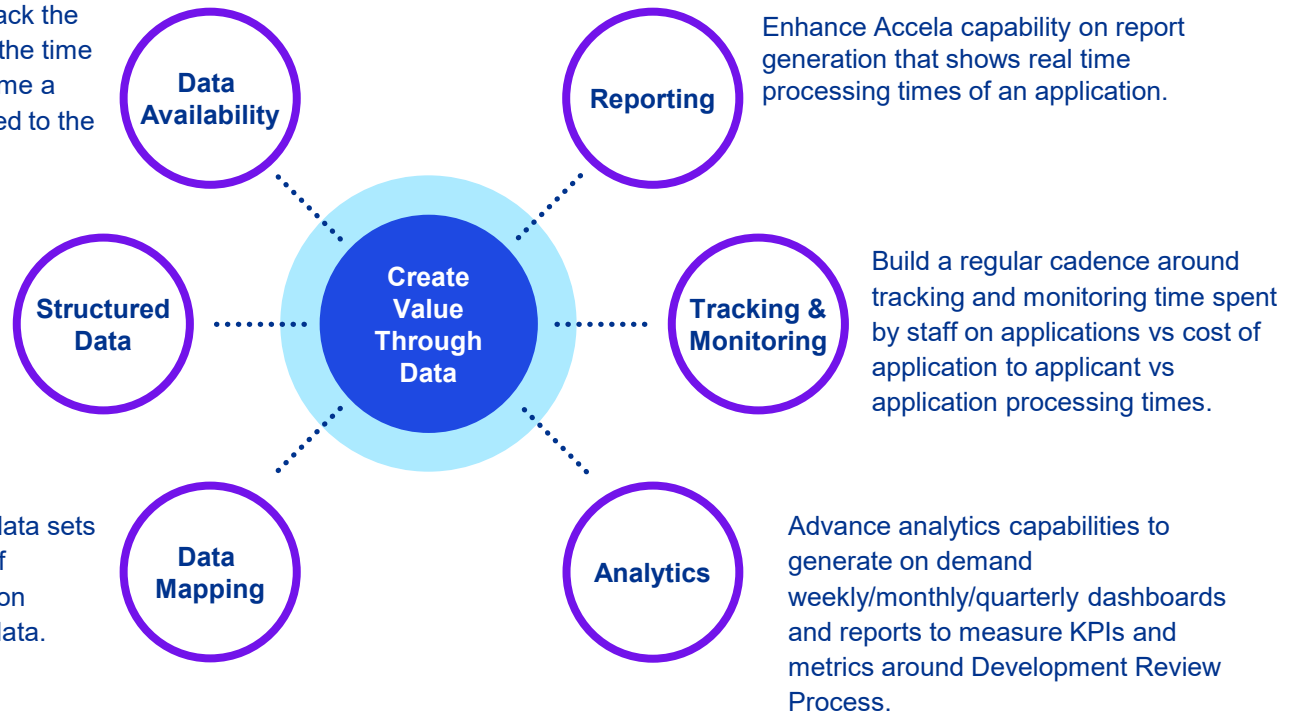 ack the
the time
me a
ed to the
Data
Availability
Reporting
Enhance Accela capability on report
generation that shows real time
processing times of an application.
Structured
Data
Create
Value
Through
Data
Tracking &
Monitoring
Build a regular cadence around
tracking and monitoring time spent
by staff on applications vs cost of
application to applicant vs
application processing times.
data sets
f
on
data.
Data
Mapping
Analytics
Advance analytics capabilities to
generate on demand
weekly/monthly/quarterly dashboards
and reports to measure KPIs and
metrics around Development Review
Process.